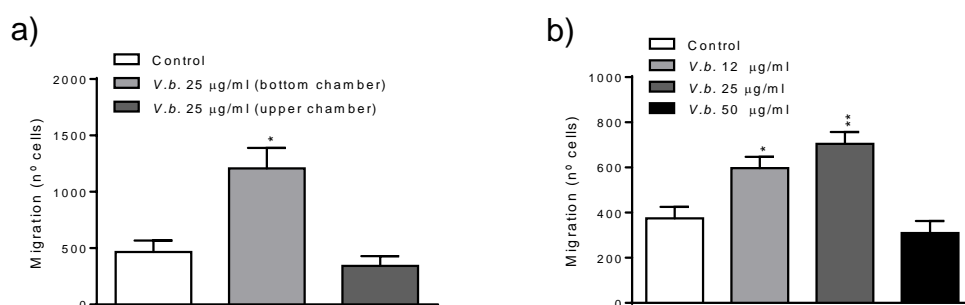 a)
Control
V.b. 25 µg/ml (bottom chamber)
V.b. 25 µg/ml (upper chamber)
Migration (nº cells)
2000
1500
1000
500
0
*
b)
Control
V.b. 12 µg/ml
V.b. 25 µg/ml
V.b. 50 µg/ml
Migration (nº cells)
1000
800
600
400
200
0
*
**